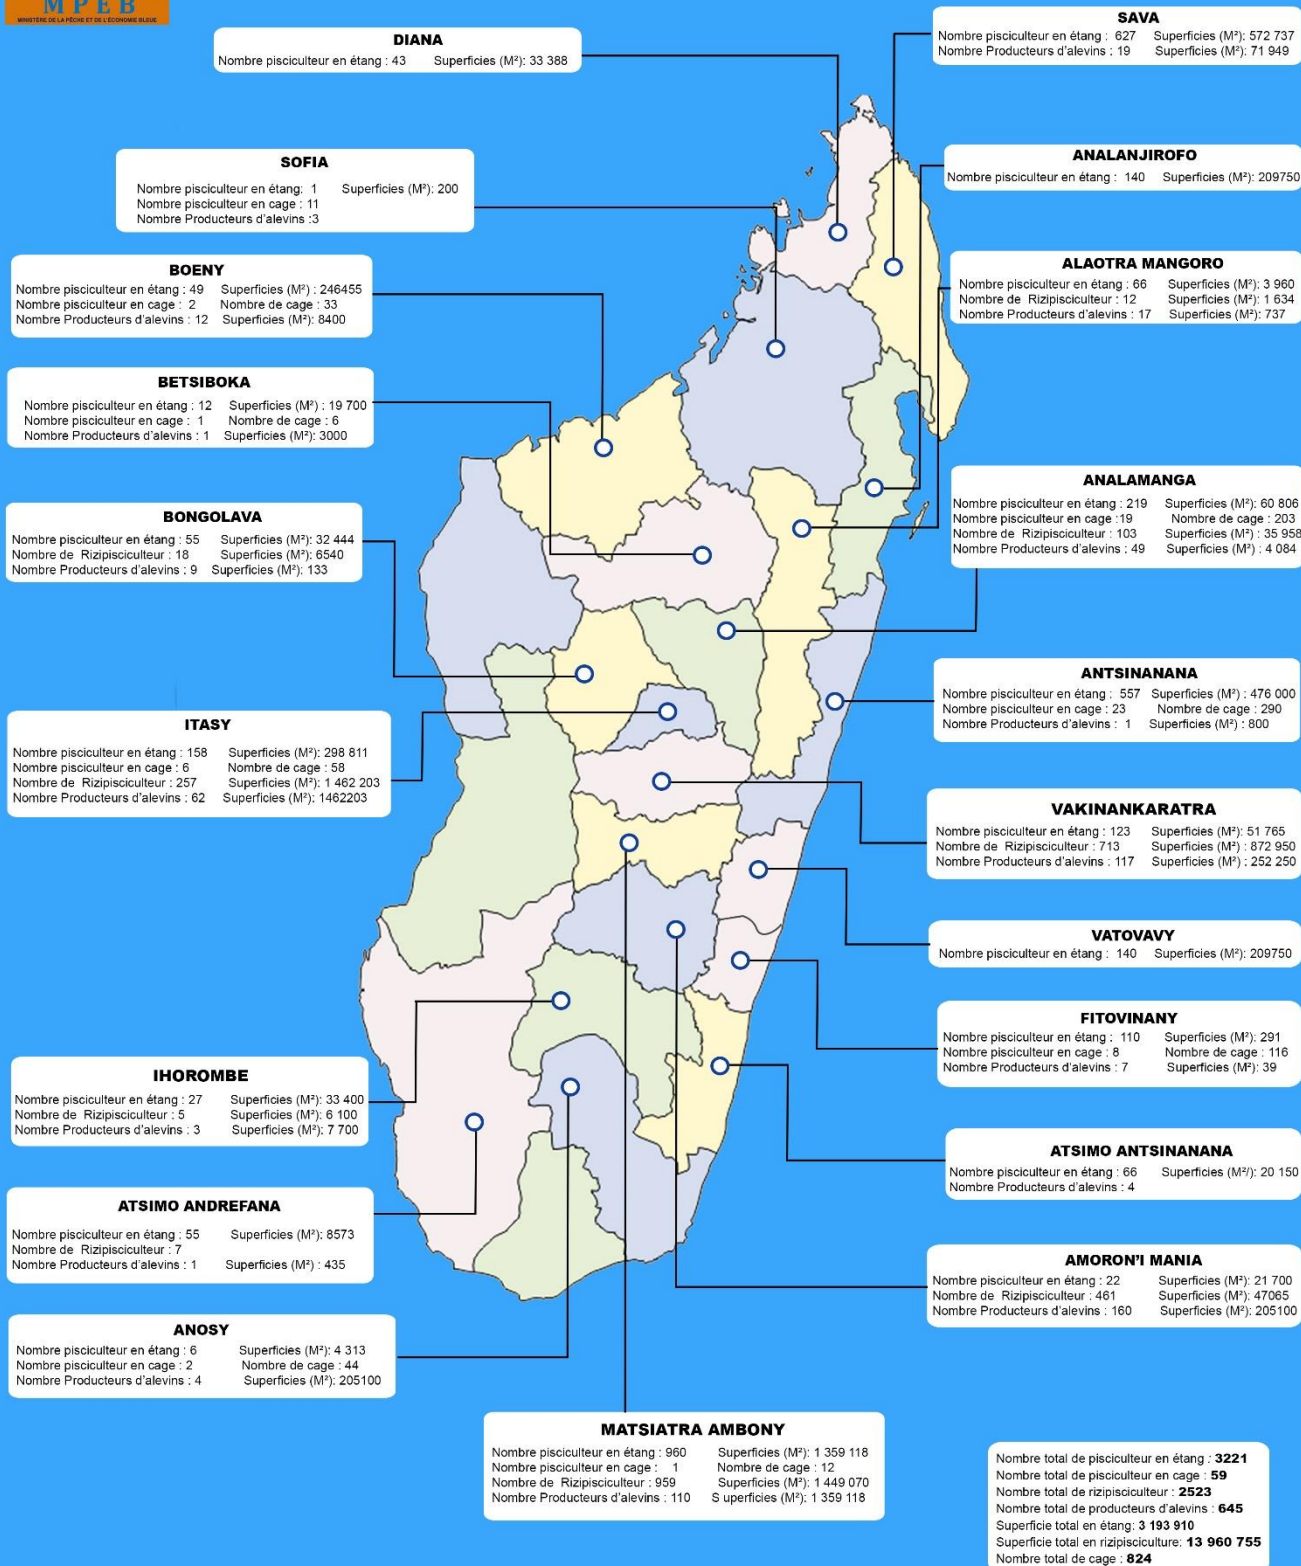 MPEB
MINISTÈRE DE LA PÊCHE ET DE L'ÉCONOMIE BLEUE
DIANA
Nombre pisciculteur en étang : 43 Superficies (M²): 33 388
SAVA
Nombre pisciculteur en étang : 627 Superficies (M²): 572 737
Nombre Producteurs d'alevins : 19 Superficies (M²): 71 949
SOFIA
Nombre pisciculteur en étang: 1 Superficies (M²): 200
Nombre pisciculteur en cage : 11
Nombre Producteurs d'alevins :3
ANALANJIROFO
Nombre pisciculteur en étang : 140 Superficies (M²): 209750
BOENY
Nombre pisciculteur en étang : 49 Superficies (M²) : 246455
Nombre pisciculteur en cage : 2 Nombre de cage : 33
Nombre Producteurs d'alevins : 12 Superficies (M²): 8400
ALAOTRA MANGORO
Nombre pisciculteur en étang : 66 Superficies (M²): 3 960
Nombre de Rizipisciculteur : 12 Superficies (M²): 1 634
Nombre Producteurs d'alevins : 17 Superficies (M²): 737
BETSIBOKA
Nombre pisciculteur en étang : 12 Superficies (M²) : 19 700
Nombre pisciculteur en cage : 1 Nombre de cage : 6
Nombre Producteurs d'alevins : 1 Superficies (M²): 3000
ANALAMANGA
Nombre pisciculteur en étang : 219 Superficies (M²): 60 806
Nombre pisciculteur en cage :19 Nombre de cage : 203
Nombre de Rizipisciculteur : 103 Superficies (M²) : 35 958
Nombre Producteurs d'alevins : 49 Superficies (M²) : 4 084
BONGOLAVA
Nombre pisciculteur en étang : 55 Superficies (M²): 32 444
Nombre de Rizipisciculteur : 18 Superficies (M²): 6540
Nombre Producteurs d'alevins : 9 Superficies (M²): 133
ANTSINANANA
Nombre pisciculteur en étang : 557 Superficies (M²) : 476 000
Nombre pisciculteur en cage: 23 Nombre de cage : 290
Nombre Producteurs d'alevins : 1 Superficies (M²) : 800
ITASY
Nombre pisciculteur en étang : 158 Superficies (M²): 298 811
Nombre pisciculteur en cage : 6 Nombre de cage : 58
Nombre de Rizipisciculteur : 257 Superficies (M²) : 1 462 203
Nombre Producteurs d'alevins : 62 Superficies (M²): 1462203
VAKINANKARATRA
Nombre pisciculteur en étang : 123 Superficies (M²): 51 765
Nombre de Rizipisciculteur : 713 Superficies (M²) : 872 950
Nombre Producteurs d'alevins : 117 Superficies (M²) : 252 250
VATOVAVY
Nombre pisciculteur en étang : 140 Superficies (M²): 209750
FITOVINANY
Nombre pisciculteur en étang : 110 Superficies (M²): 291
Nombre pisciculteur en cage : 8 Nombre de cage : 116
Nombre Producteurs d'alevins : 7 Superficies (M²): 39
IHOROMBE
Nombre pisciculteur en étang : 27 Superficies (M²): 33 400
Nombre de Rizipisciculteur : 5 Superficies (M²): 6 100
Nombre Producteurs d'alevins : 3 Superficies (M²): 7 700
ATSIMO ANTSINANANA
Nombre pisciculteur en étang : 66 Superficies (M²/): 20 150
Nombre Producteurs d'alevins : 4
ATSIMO ANDREFANA
Nombre pisciculteur en étang : 55 Superficies (M²): 8573
Nombre de Rizipisciculteur : 7
Nombre Producteurs d'alevins : 1 Superficies (M²) : 435
AMORON'I MANIA
Nombre pisciculteur en étang : 22 Superficies (M²): 21 700
Nombre de Rizipisciculteur : 461 Superficies (M²): 47065
Nombre Producteurs d'alevins : 160 Superficies (M²): 205100
ANOSY
Nombre pisciculteur en étang : 6 Superficies (M²): 4 313
Nombre pisciculteur en cage : 2 Nombre de cage : 44
Nombre Producteurs d'alevins : 4 Superficies (M²): 205100
MATSIATRA AMBONY
Nombre pisciculteur en étang : 960 Superficies (M²): 1 359 118
Nombre pisciculteur en cage : 1 Nombre de cage : 12
Nombre de Rizipisciculteur : 959 Superficies (M²): 1 449 070
Nombre Producteurs d'alevins : 110 S uperficies (M²): 1 359 118
Nombre total de pisciculteur en étang : 3221
Nombre total de pisciculteur en cage : 59
Nombre total de rizipisciculteur : 2523
Nombre total de producteurs d'alevins : 645
Superficie total en étang: 3 193 910
Superficie total en rizipisciculture: 13 960 755
Nombre total de cage : 824